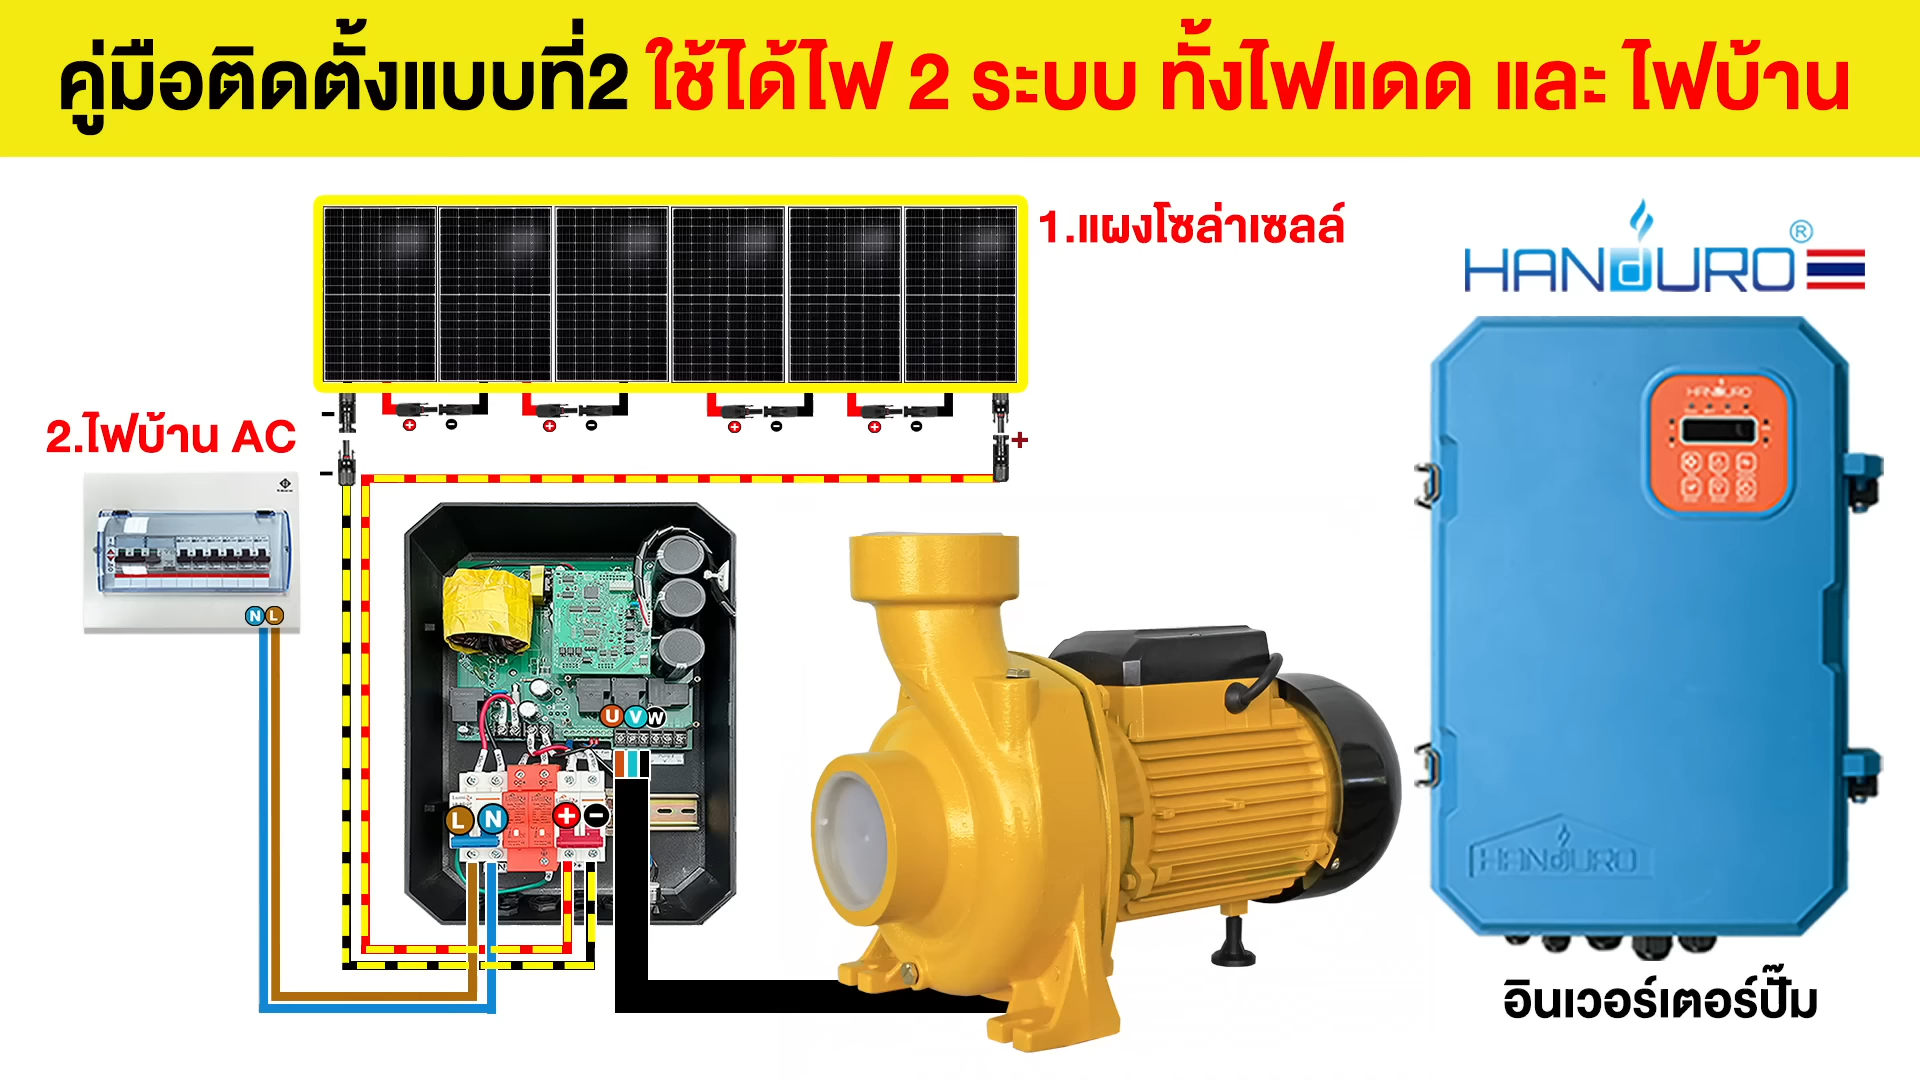 คู่มือติดตั้งแบบที่2 ใช้ได้ไฟ 2 ระบบ ทั้งไฟแดด และ ไฟบ้าน
1.แผงโซล่าเซลล์
HANdURO®
HANdURO
2.ไฟบ้าน AC
- + - + - + - + -
+
-
N L
U V W
L N + -
N
HANdURO
อินเวอร์เตอร์ปั๊ม